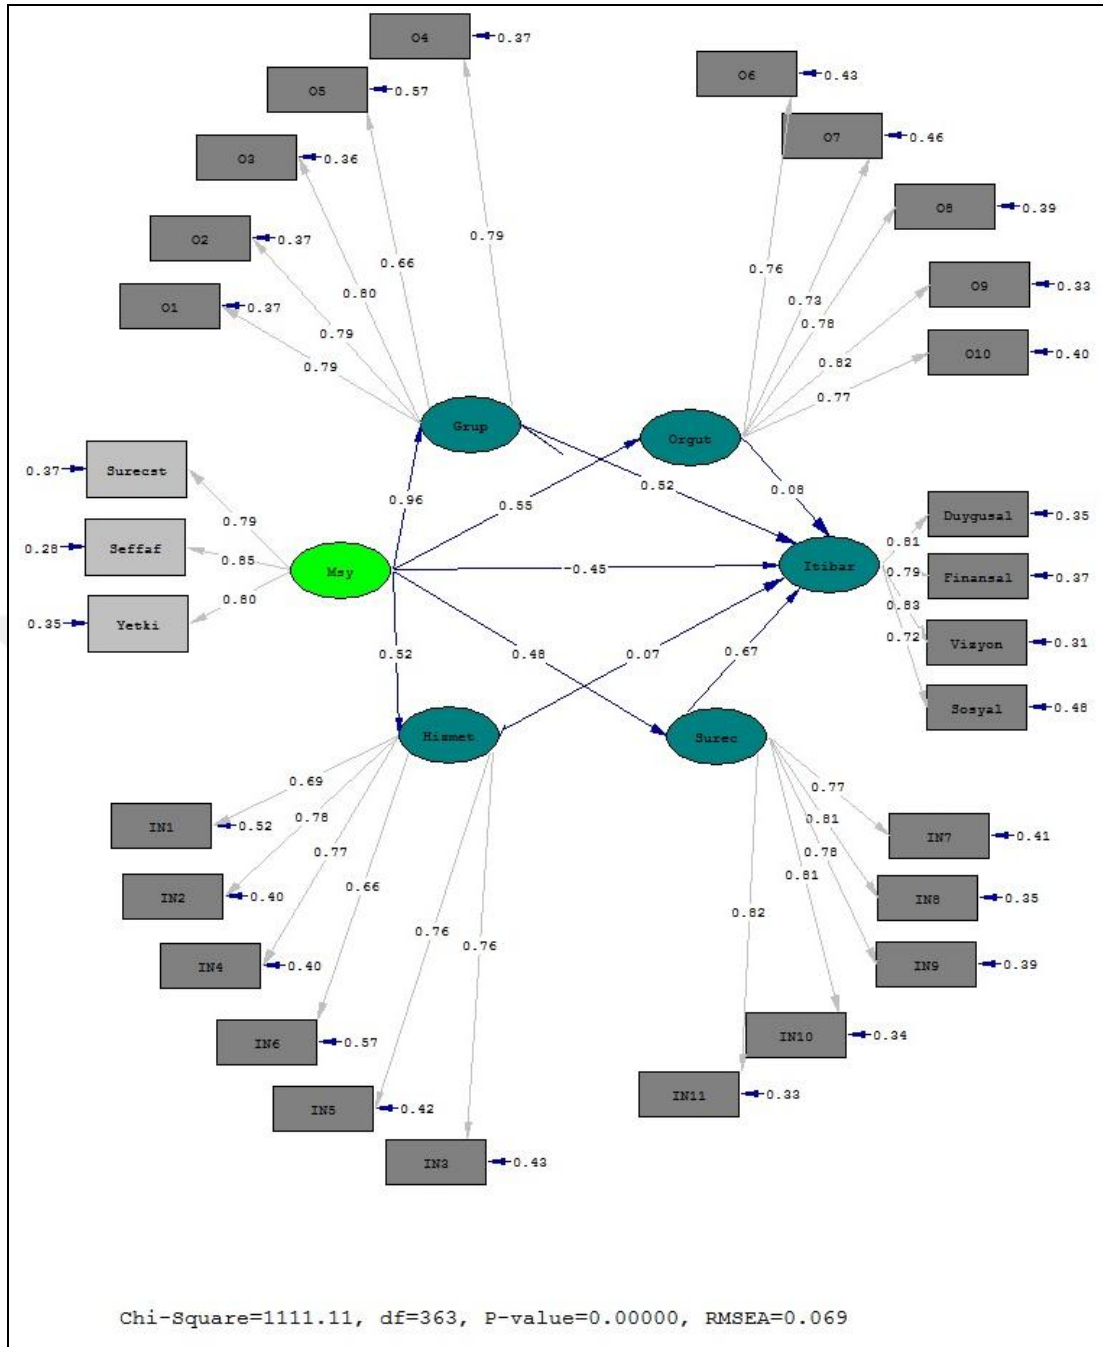 O4
0.37
O5
0.57
O3
0.36
O2
0.37
O1
0.37
O6
0.43
O7
0.46
O8
0.39
O9
0.33
O10
0.40
0.79
0.66
0.80
0.79
0.79
0.76
0.73
0.78
0.82
0.77
Grup
Orgut
0.37
Surecst
0.79
0.28
Seffaf
0.85
0.35
Yetki
0.80
Msy
0.96
0.55
0.52
0.08
-0.45
Itibar
0.52
0.48
0.07
0.67
0.81
Duygusal
0.35
0.79
Finansal
0.37
0.83
Vizyon
0.31
0.72
Sosyal
0.48
Hizmet
Surec
0.69
0.78
0.77
0.66
0.76
0.76
IN1
0.52
IN2
0.40
IN4
0.40
IN6
0.57
IN5
0.42
IN3
0.43
0.77
0.81
0.78
0.81
0.82
IN7
0.41
IN8
0.35
IN9
0.39
IN10
0.34
IN11
0.33
Chi-Square=1111.11, df=363, P-value=0.00000, RMSEA=0.069